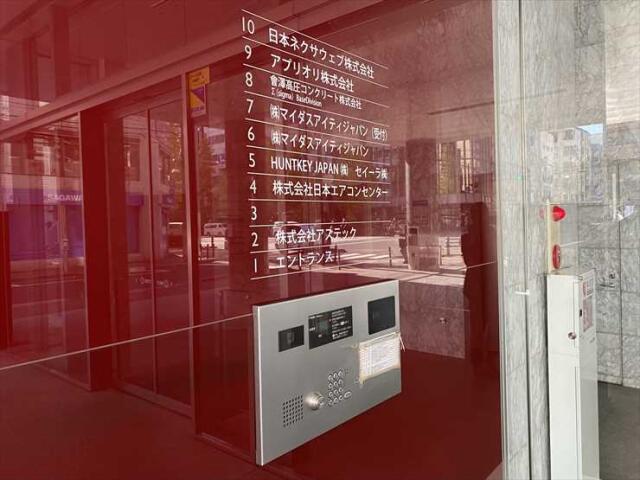 10 日本ネクサウェブ株式会社
9 アプリオリ株式会社
8 會澤高圧コンクリート株式会社
Σ (sigma) BaseDivision
7 ㈱マイダスアイティジャパン (受付)
6 ㈱マイダスアイティジャパン
5 HUNTKEY JAPAN ㈱ セイーラ㈱
4 株式会社日本エアコンセンター
3
2 株式会社アステック
1 エントランス
SAGAWA